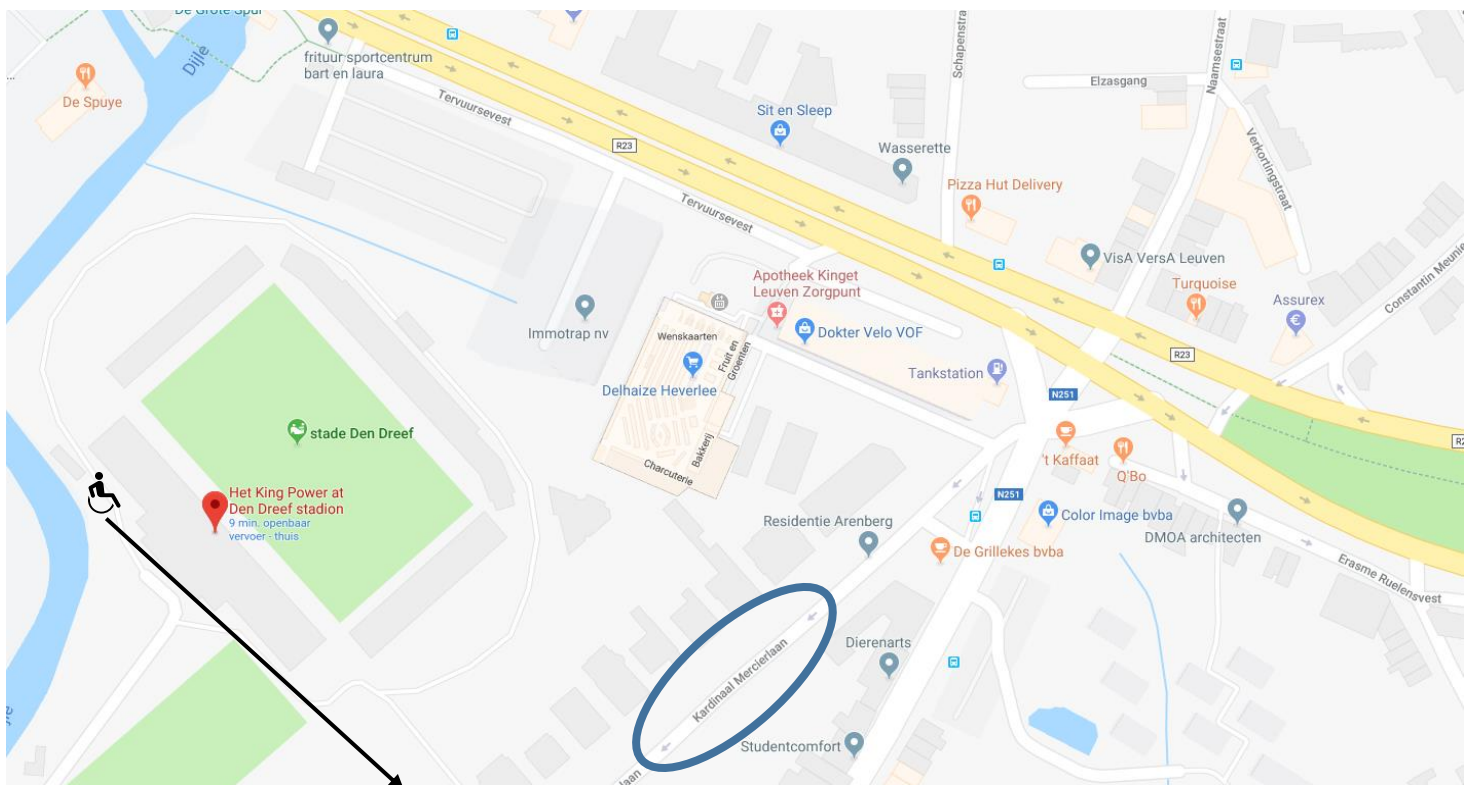 De Grote Spui
Dijle
frituur sportcentrum
bart en laura
De Spuye
Tervuursevest
R23
Sit en Sleep
Wasserette
Schapenstra
Elzasgang
Naamsestraat
Verkortingstraat
Pizza Hut Delivery
Tervuursevest
VisA VersA Leuven
Turquoise
Assurex
Constantin Meunie
Apotheek Kinget
Leuven Zorgpunt
Immotrap nv
Wenskaarten
Fruit en
Groenten
Dokter Velo VOF
R23
Delhaize Heverlee
Tankstation
N251
R2
stade Den Dreef
Bakkerij
Charcuterie
't Kaffaat
Q'Bo
Het King Power at
Den Dreef stadion
9 min. openbaar
vervoer - thuis
N251
Residentie Arenberg
Color Image bvba
DMOA architecten
De Grillekes bvba
Erasme Ruelensvest
Dierenarts
Kardinaal Mercierlaan
Studentcomfort
laan